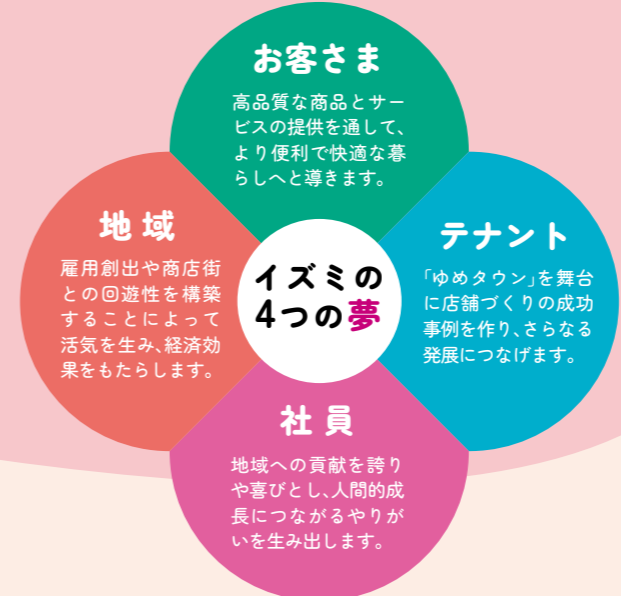 お客さま
高品質な商品とサー
ビスの提供を通して、
より便利で快適な暮
らしへと導きます。
地域
雇用創出や商店街
との回遊性を構築
することによって
活気を生み、経済効
果をもたらします。
イズミの
4つの夢
テナント
「ゆめタウン」を舞台
に店舗づくりの成功
事例を作り、さらなる
発展につなげます。
社員
地域への貢献を誇り
や喜びとし、人間的成
長につながるやりが
いを生み出します。